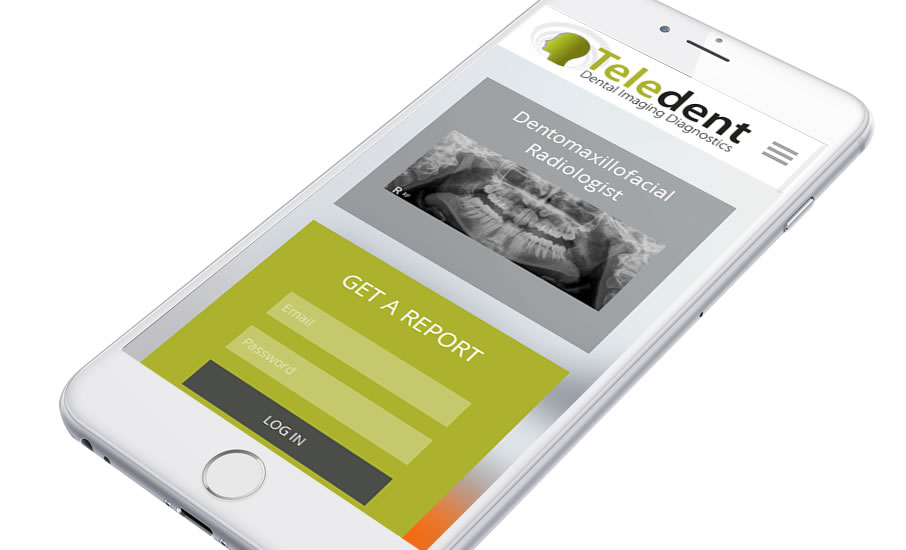 Teledent
Dental Imaging Diagnostics
Dentomaxillofacial
Radiologist
R
GET A REPORT
Email
Password
LOG IN